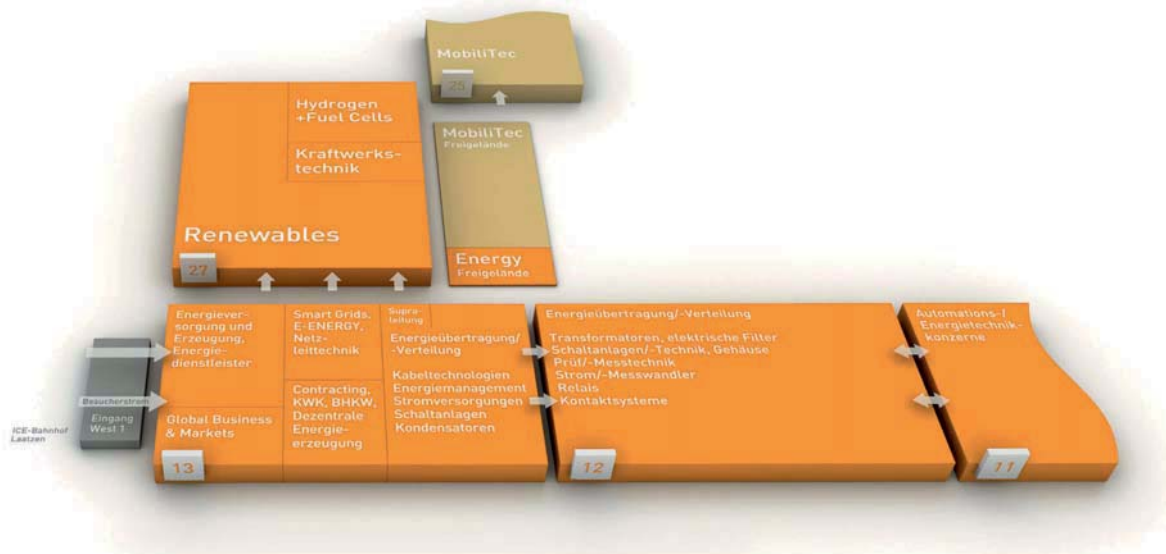 MobiliTec
25
Hydrogen
+Fuel Cells
Kraftwerks-
technik
Renewables
27
MobiliTec
Freigelände
Energy
Freigelände
Energiever-
sorgung und
Erzeugung,
Energie-
dienstleister
Global Business
& Markets
Smart Grids,
E-ENERGY,
Netz-
leittechnik
Contracting,
KWK, BHKW,
Dezentrale
Energie-
erzeugung
Supra-
leitung
Energieübertragung/
-Verteilung
Kabeltechnologien
Energiemanagement
Stromversorgungen
Schaltanlagen
Kondensatoren
13
Energieübertragung/-Verteilung
Transformatoren, elektrische Filter
Schaltanlagen/-Technik, Gehäuse
Prüf/-Messtechnik
Strom/-Messwandler
Relais
Kontaktsysteme
12
Automations-/
Energietechnik-
konzerne
11
Besucherstrom
Eingang
West 1
ICE-Bahnhof
Laatzen